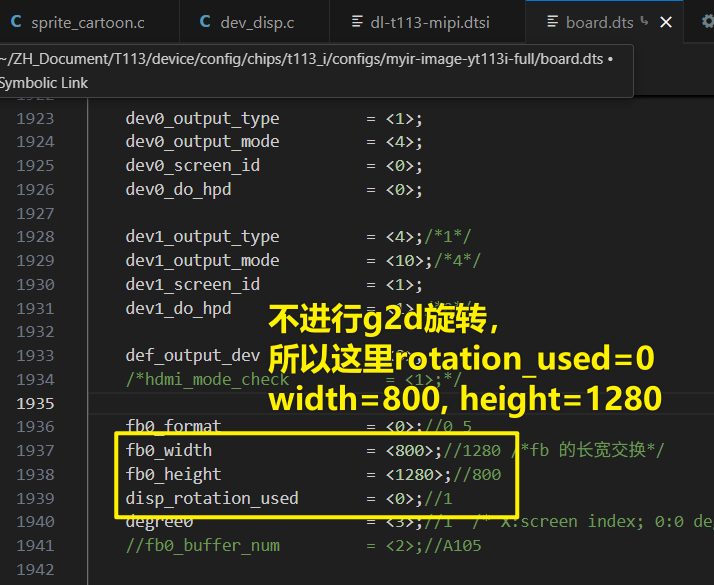 sprite_cartoon.c dev_disp.c dl-t113-mipi.dtsi board.dts
~/ZH_Document/T113/device/config/chips/t113_i/configs/myir-image-yt113i-full/board.dts •
Symbolic Link
1923 dev0_output_type = <1>;
1924 dev0_output_mode = <4>;
1925 dev0_screen_id = <0>;
1926 dev0_do_hpd = <0>;
1927
1928 dev1_output_type = <4>;/*1*/
1929 dev1_output_mode = <10>;/*4*/
1930 dev1_screen_id = <1>;
1931 dev1_do_hpd
不进行g2d旋转，
1932
1933 def_output_dev
所以这里rotation_used=0
1934 /*hdmi_mode_check = <1>;*/
1935
width=800, height=1280
1936 fb0_format = <0>;//0 5
1937 fb0_width = <800>;//1280 /*fb 的长宽交换*/
1938 fb0_height = <1280>;//800
1939 disp_rotation_used = <0>;//1
1940 degree0 = <3>;//1 /* X:screen index; 0:0 de
1941 //fb0_buffer_num = <2>;//A105
1942